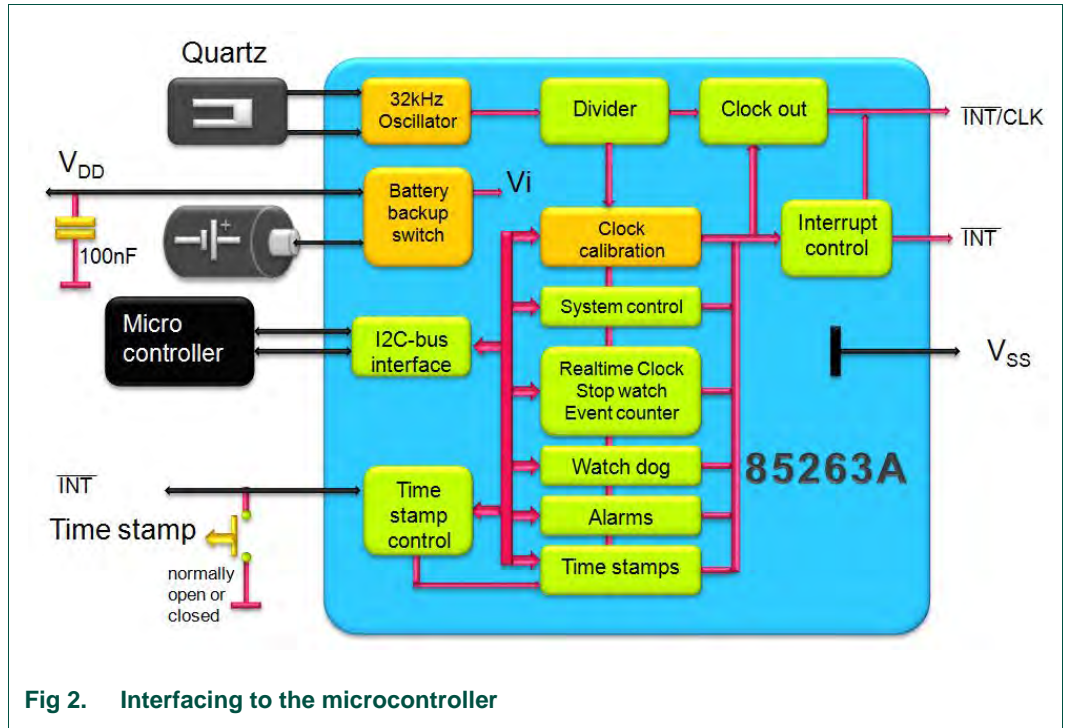 Quartz
32kHz
Oscillator
Divider
Clock out
INT/CLK
VDD
Battery
backup
switch
Vi
100nF
+
Clock
calibration
Interrupt
control
INT
System control
Micro
controller
I2C-bus
interface
Realtime Clock
Stop watch
Event counter
VSS
Watch dog
85263A
INT
Time
stamp
control
Time stamp
Alarms
Time stamps
normally
open or
closed
Fig 2. Interfacing to the microcontroller